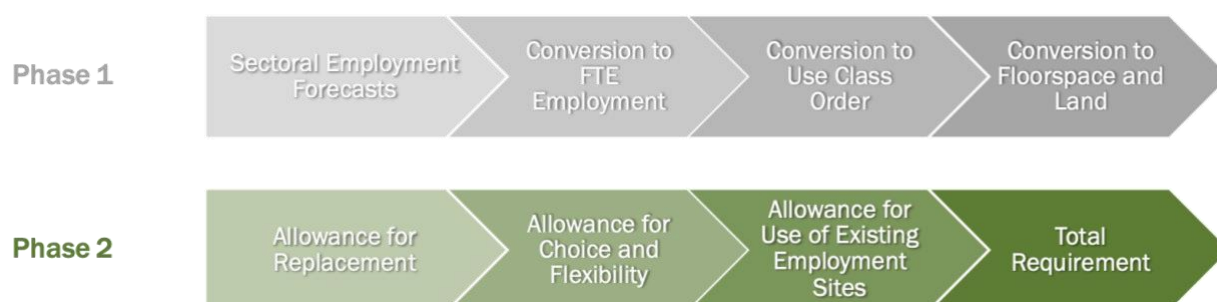 Phase 1
Sectoral Employment
Forecasts
Conversion to
FTE
Employment
Conversion to
Use Class
Order
Conversion to
Floorspace and
Land
Phase 2
Allowance for
Replacement
Allowance for
Choice and
Flexibility
Allowance for
Use of Existing
Employment
Sites
Total
Requirement